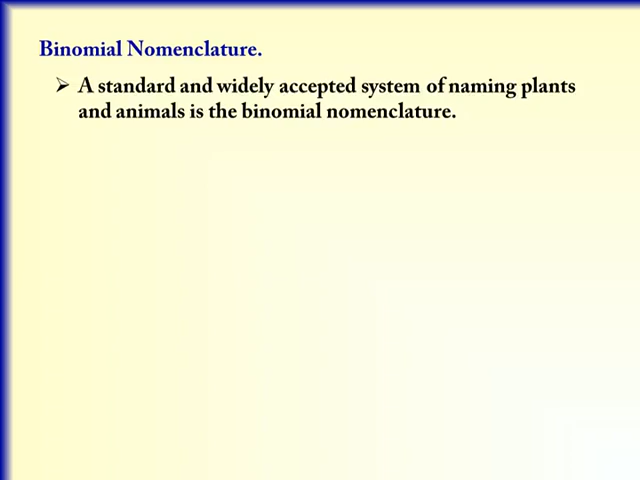 Binomial Nomenclature.
➢ A standard and widely accepted system of naming plants
and animals is the binomial nomenclature.